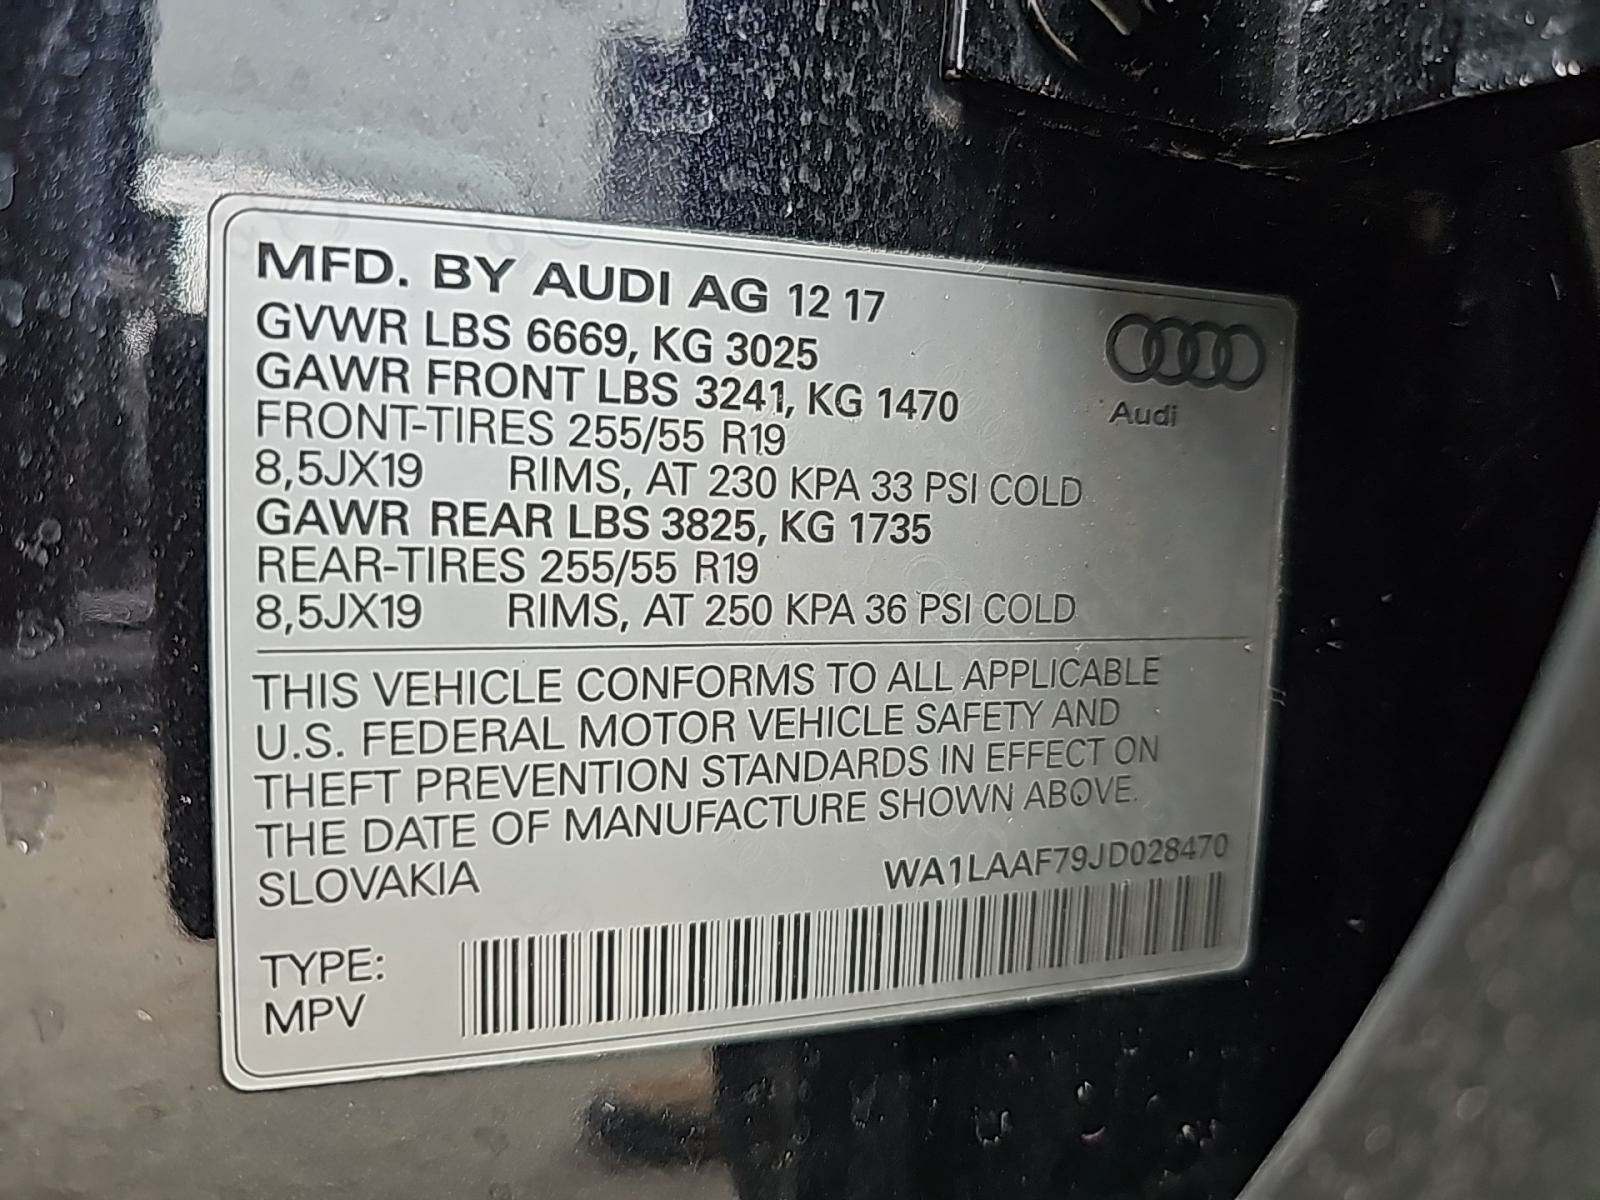 MFD. BY AUDI AG 12 17
GVWR LBS 6669, KG 3025
GAWR FRONT LBS 3241, KG 1470
FRONT-TIRES 255/55 R19
8,5JX19 RIMS, AT 230 KPA 33 PSI COLD
GAWR REAR LBS 3825, KG 1735
REAR-TIRES 255/55 R19
8,5JX19 RIMS, AT 250 KPA 36 PSI COLD
Audi
THIS VEHICLE CONFORMS TO ALL APPLICABLE
U.S. FEDERAL MOTOR VEHICLE SAFETY AND
THEFT PREVENTION STANDARDS IN EFFECT ON
THE DATE OF MANUFACTURE SHOWN ABOVE.
SLOVAKIA WA1LAAF79JD028470
TYPE:
MPV